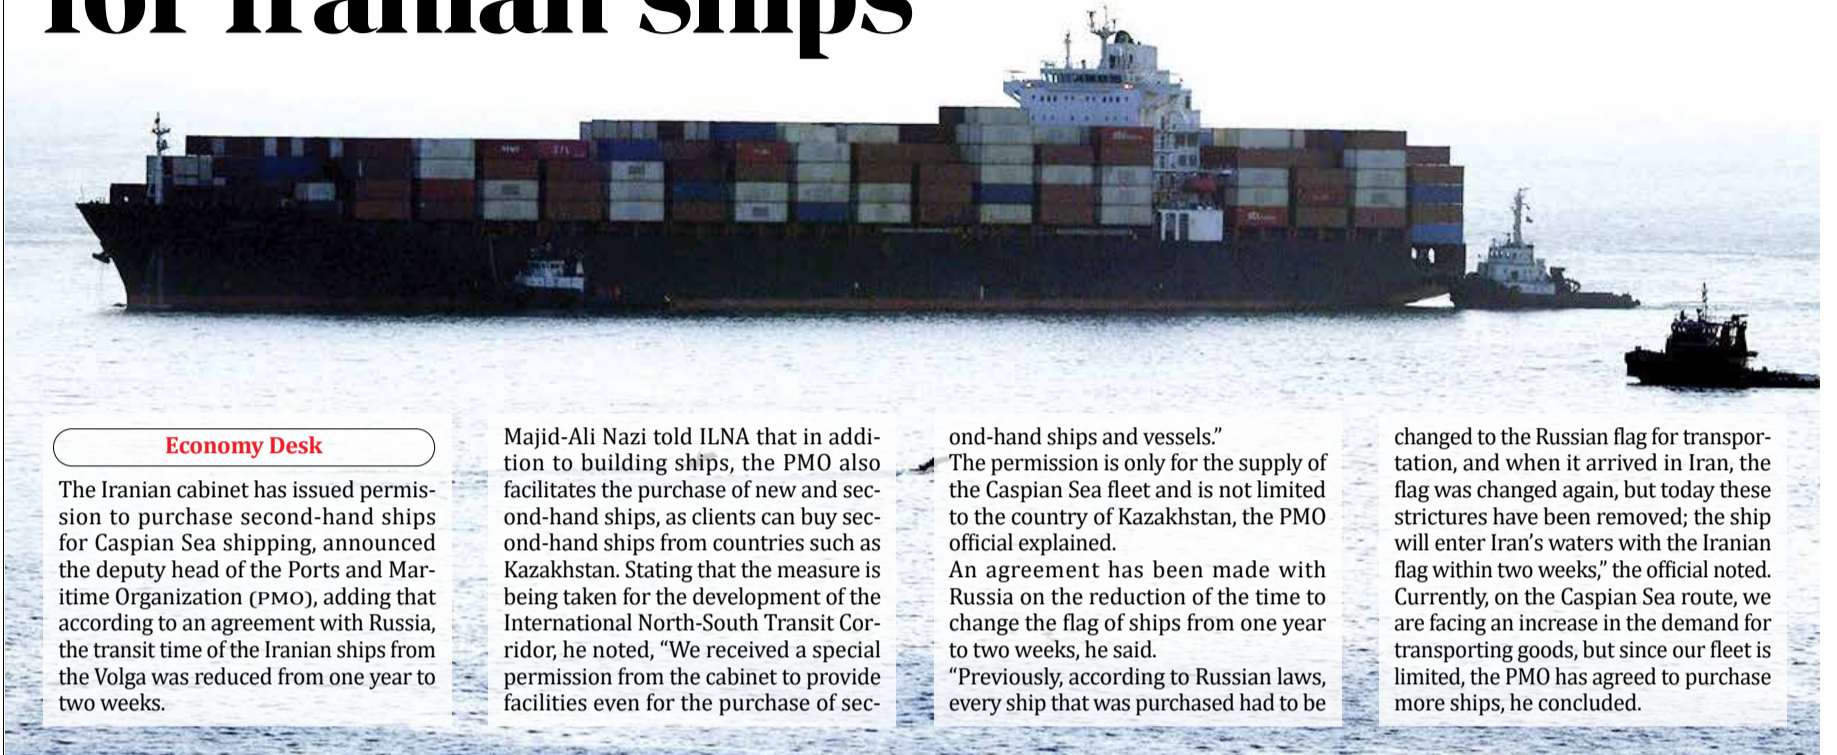 for Iranian ships
Economy Desk
The Iranian cabinet has issued permis-
sion to purchase second-hand ships
for Caspian Sea shipping, announced
the deputy head of the Ports and Mar-
itime Organization (PMO), adding that
according to an agreement with Russia,
the transit time of the Iranian ships from
the Volga was reduced from one year to
two weeks.
Majid-Ali Nazi told ILNA that in addi-
tion to building ships, the PMO also
facilitates the purchase of new and sec-
ond-hand ships, as clients can buy sec-
ond-hand ships from countries such as
Kazakhstan. Stating that the measure is
being taken for the development of the
International North-South Transit Cor-
ridor, he noted, “We received a special
permission from the cabinet to provide
facilities even for the purchase of sec-
ond-hand ships and vessels.”
The permission is only for the supply of
the Caspian Sea fleet and is not limited
to the country of Kazakhstan, the PMO
official explained.
An agreement has been made with
Russia on the reduction of the time to
change the flag of ships from one year
to two weeks, he said.
“Previously, according to Russian laws,
every ship that was purchased had to be
changed to the Russian flag for transpor-
tation, and when it arrived in Iran, the
flag was changed again, but today these
strictures have been removed; the ship
will enter Iran’s waters with the Iranian
flag within two weeks,” the official noted.
Currently, on the Caspian Sea route, we
are facing an increase in the demand for
transporting goods, but since our fleet is
limited, the PMO has agreed to purchase
more ships, he concluded.